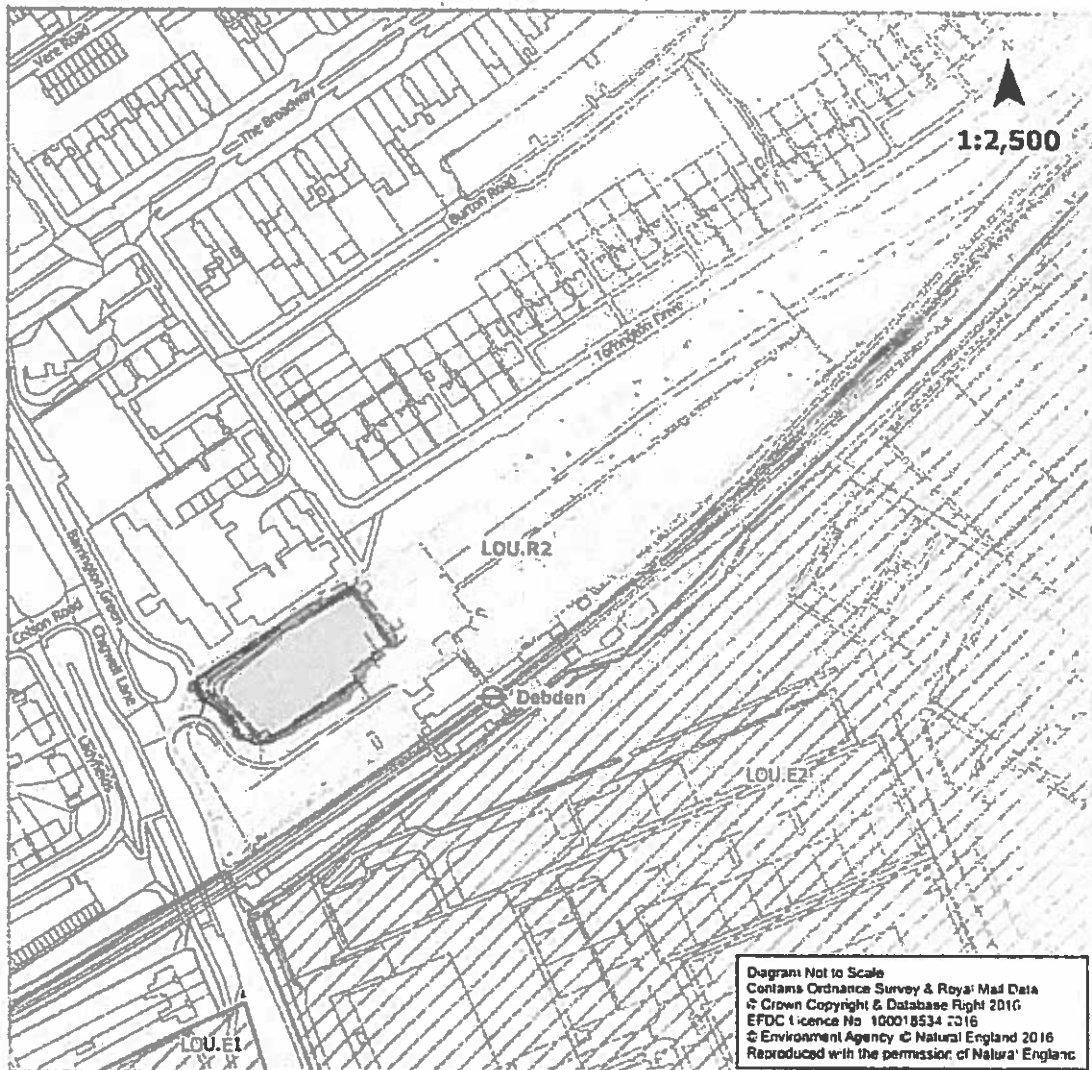 Vere Road
The Broadway
1:2,500
Burton Road
Torrington Drive
Barrington Green
LOU.R2
Colson Road
Chigwell Lane
Debden
LOU.E2
LOU.E1
Diagram Not to Scale
Contains Ordnance Survey & Royal Mail Data
© Crown Copyright & Database Right 2016
EFDC Licence No 100018534 2016
© Environment Agency © Natural England 2016
Reproduced with the permission of Natural England